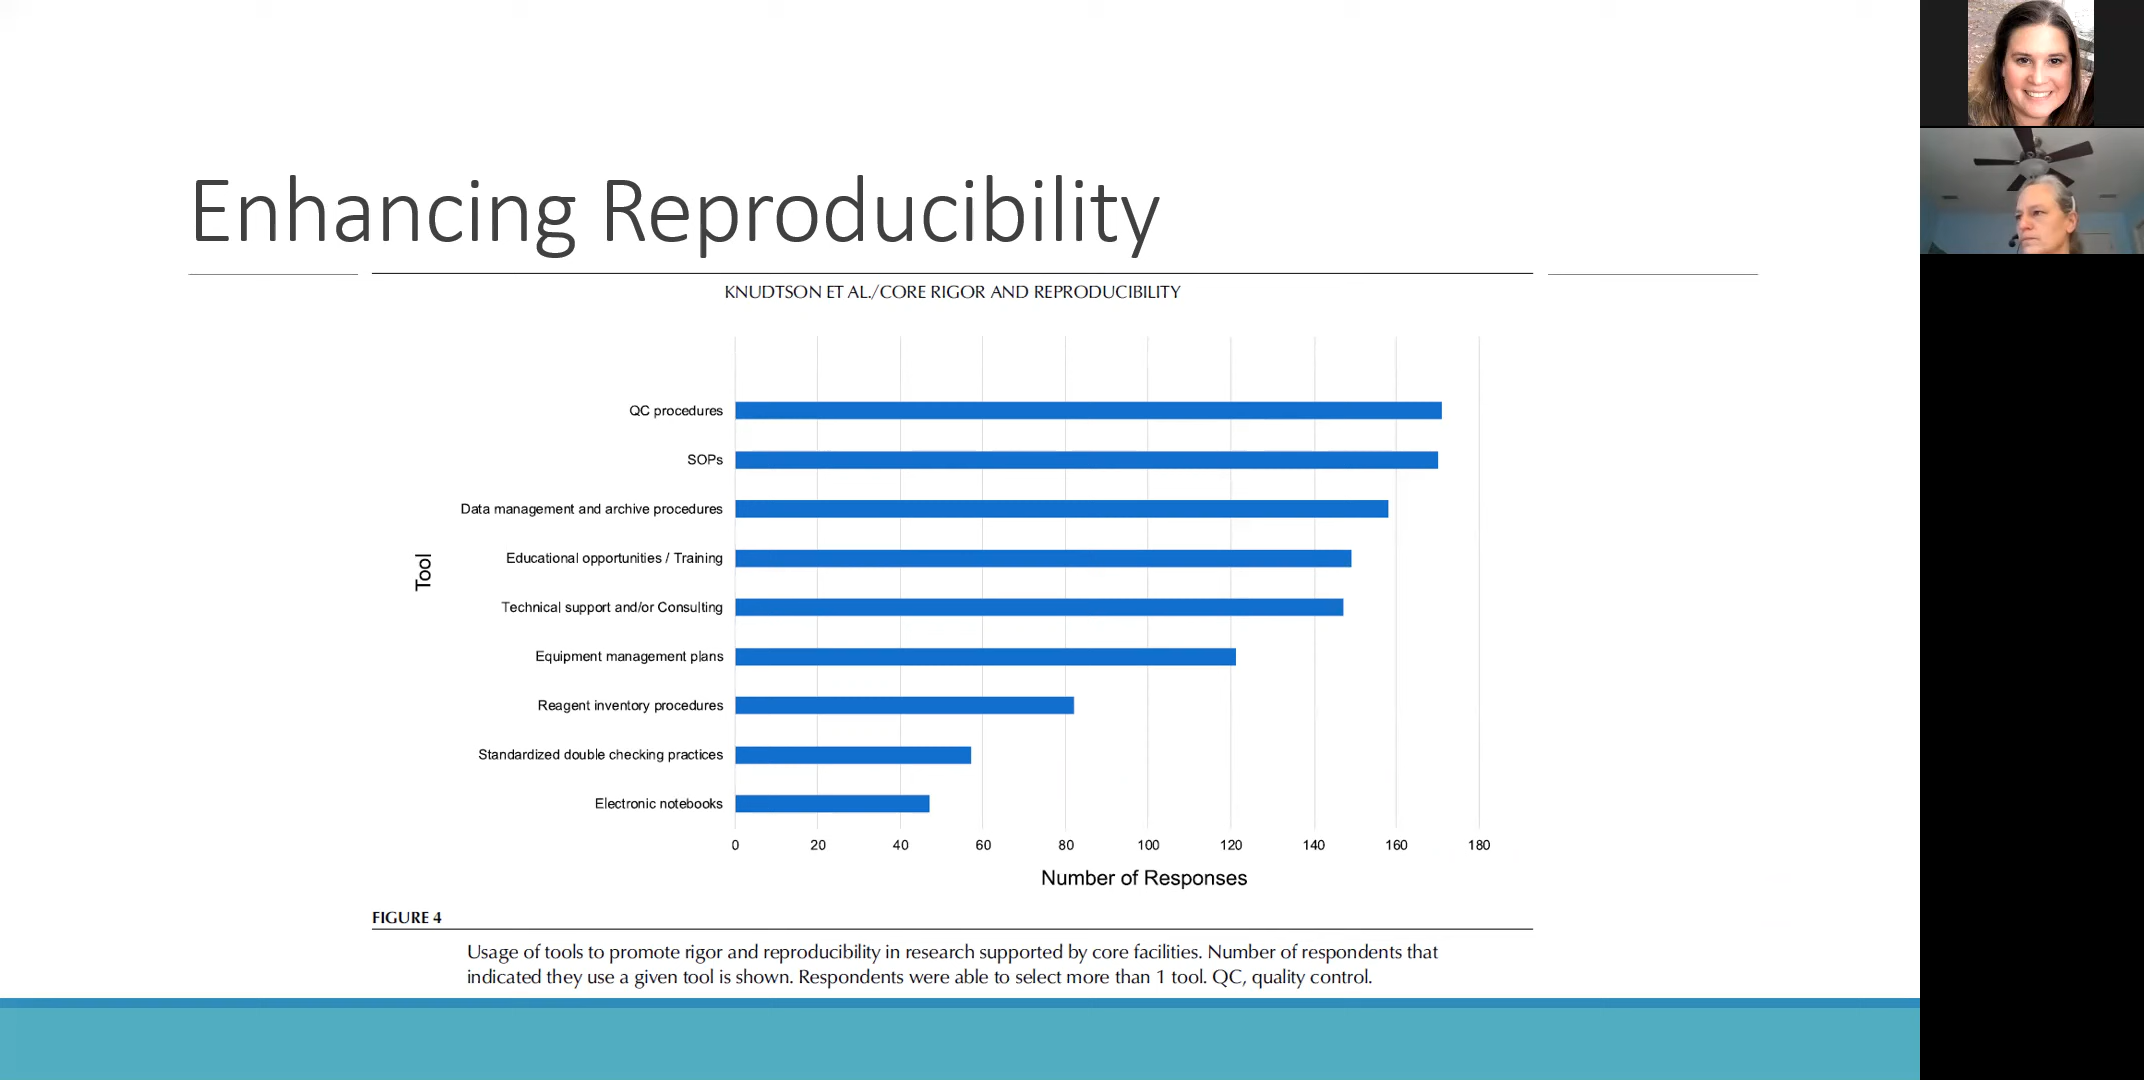 Enhancing Reproducibility
KNUDTSON ET AL./CORE RIGOR AND REPRODUCIBILITY
QC procedures
SOPs
Data management and archive procedures
Educational opportunities / Training
Technical support and/or Consulting
Equipment management plans
Reagent inventory procedures
Standardized double checking practices
Electronic notebooks
Tool
0 20 40 60 80 100 120 140 160 180
Number of Responses
FIGURE 4
Usage of tools to promote rigor and reproducibility in research supported by core facilities. Number of respondents that
indicated they use a given tool is shown. Respondents were able to select more than 1 tool. QC, quality control.